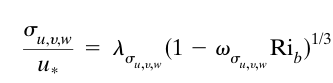 σ_{u,v,w} / u_* = λ_{σ_{u,v,w}} (1 − ω_{σ_{u,v,w}} Ri_b)^{1/3}